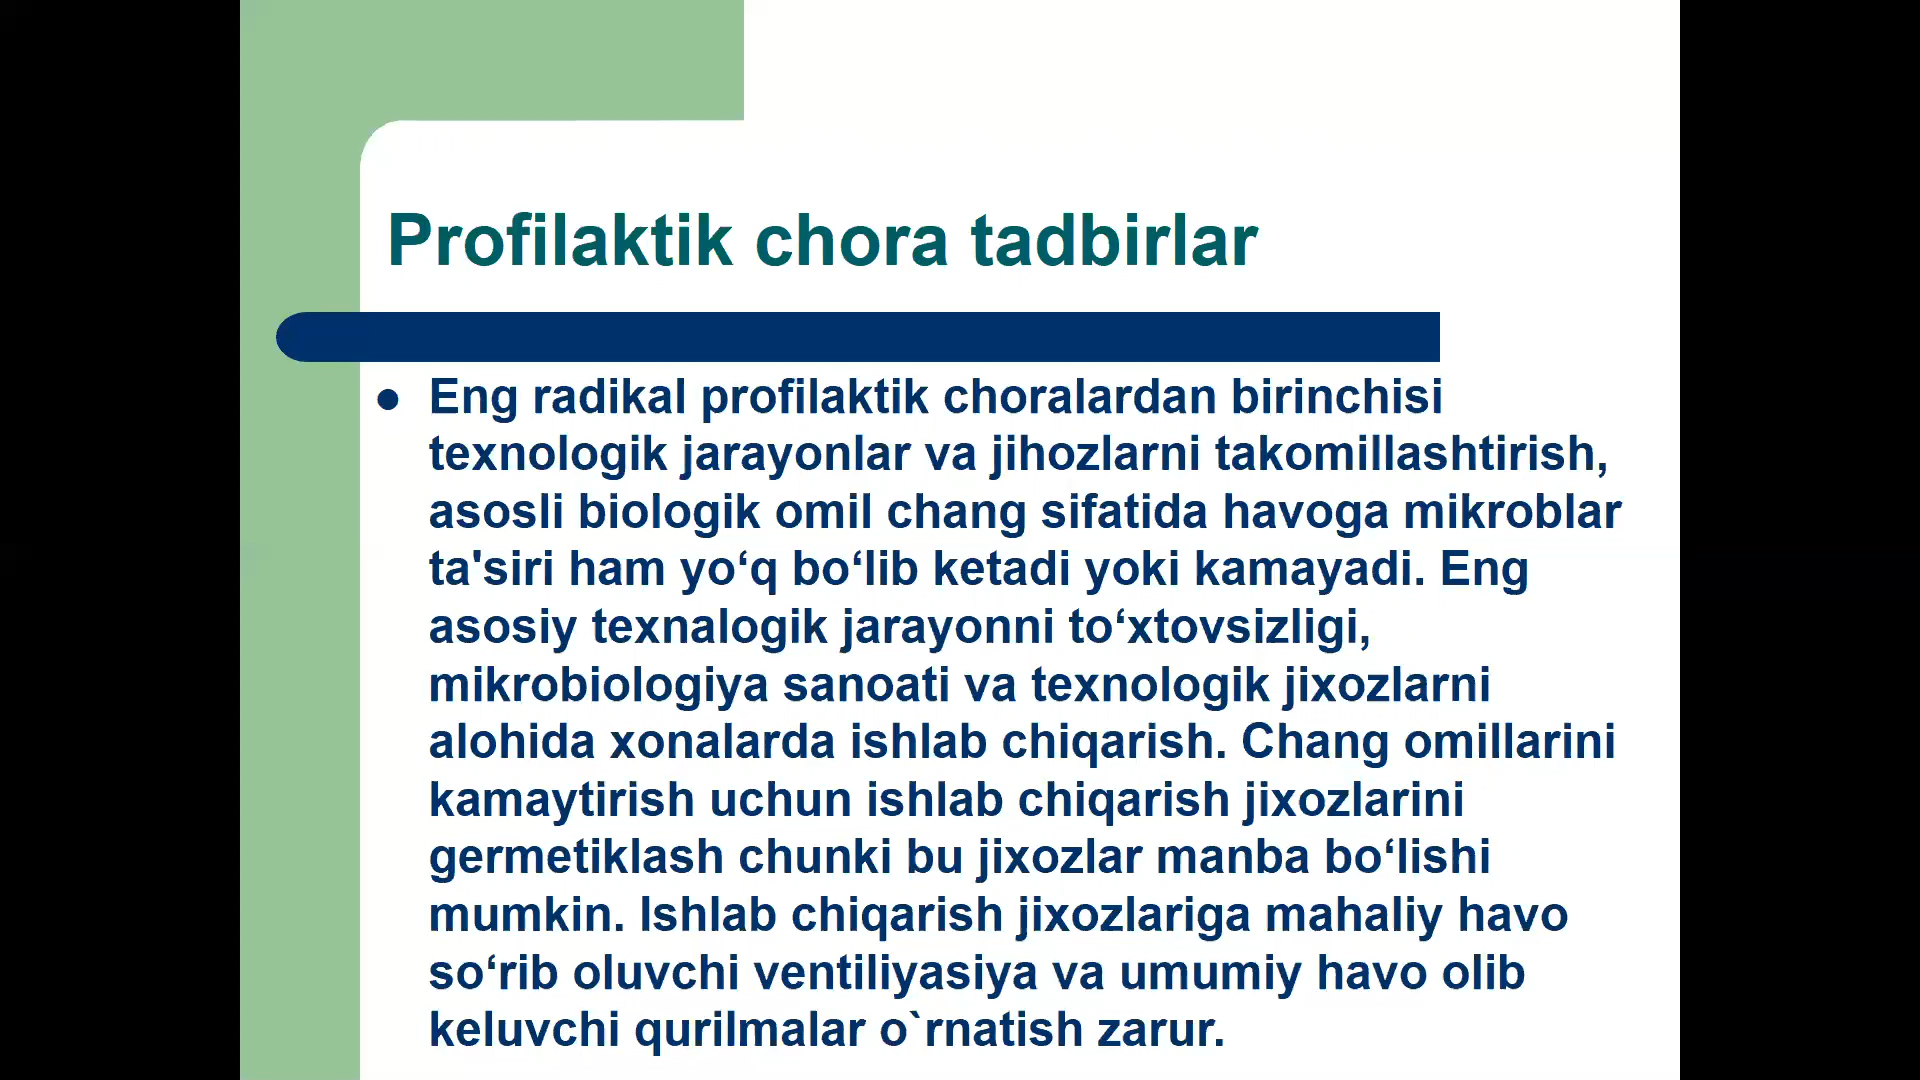 Profilaktik chora tadbirlar
Eng radikal profilaktik choralardan birinchisi
texnologik jarayonlar va jihozlarni takomillashtirish,
asosli biologik omil chang sifatida havoga mikroblar
ta'siri ham yo‘q bo‘lib ketadi yoki kamayadi. Eng
asosiy texnalogik jarayonni to‘xtovsizligi,
mikrobiologiya sanoati va texnologik jixozlarni
alohida xonalarda ishlab chiqarish. Chang omillarini
kamaytirish uchun ishlab chiqarish jixozlarini
germetiklash chunki bu jixozlar manba bo‘lishi
mumkin. Ishlab chiqarish jixozlariga mahaliy havo
so‘rib oluvchi ventiliyasiya va umumiy havo olib
keluvchi qurilmalar o`rnatish zarur.